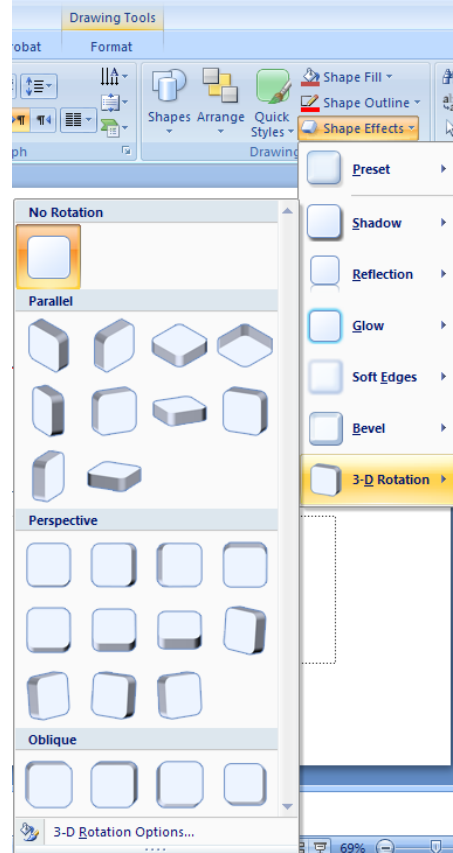 Drawing Tools
obat
Format
Shapes
Arrange
Quick Styles
Shape Fill
Shape Outline
Shape Effects
ph
Drawing
Preset
Shadow
Reflection
Glow
Soft Edges
Bevel
3-D Rotation
No Rotation
Parallel
Perspective
Oblique
3-D Rotation Options...
69%